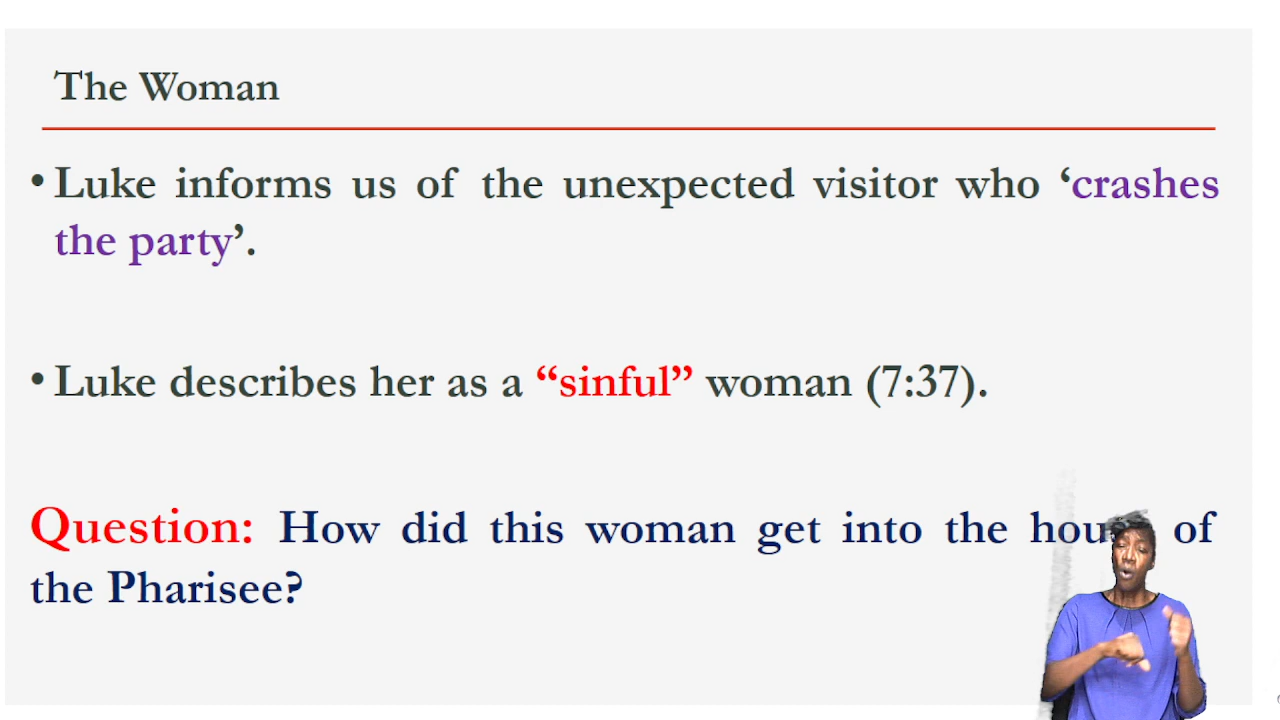 The Woman
• Luke informs us of the unexpected visitor who ‘crashes
the party’.
• Luke describes her as a “sinful” woman (7:37).
Question: How did this woman get into the of
the Pharisee?